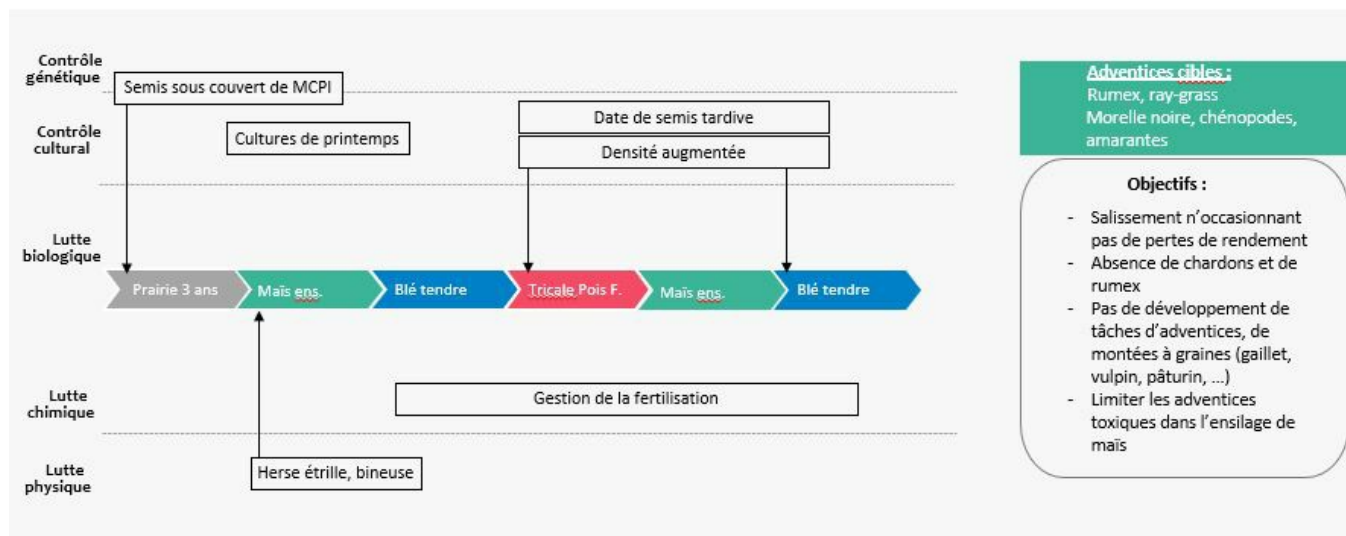 Contrôle
génétique
Semis sous couvert de MCPI
Contrôle
cultural
Cultures de printemps
Date de semis tardive
Densité augmentée
Lutte
biologique
Prairie 3 ans
Maïs ens.
Blé tendre
Tricale Pois F.
Maïs ens.
Blé tendre
Lutte
chimique
Gestion de la fertilisation
Lutte
physique
Herse étrille, bineuse
Adventices cibles :
Rumex, ray-grass
Morelle noire, chénopodes,
amarantes
Objectifs :
- Salissement n’occasionnant
pas de pertes de rendement
- Absence de chardons et de
rumex
- Pas de développement de
tâches d’adventices, de
montées à graines (gaillet,
vulpin, pâturin, ...)
- Limiter les adventices
toxiques dans l’ensilage de
maïs